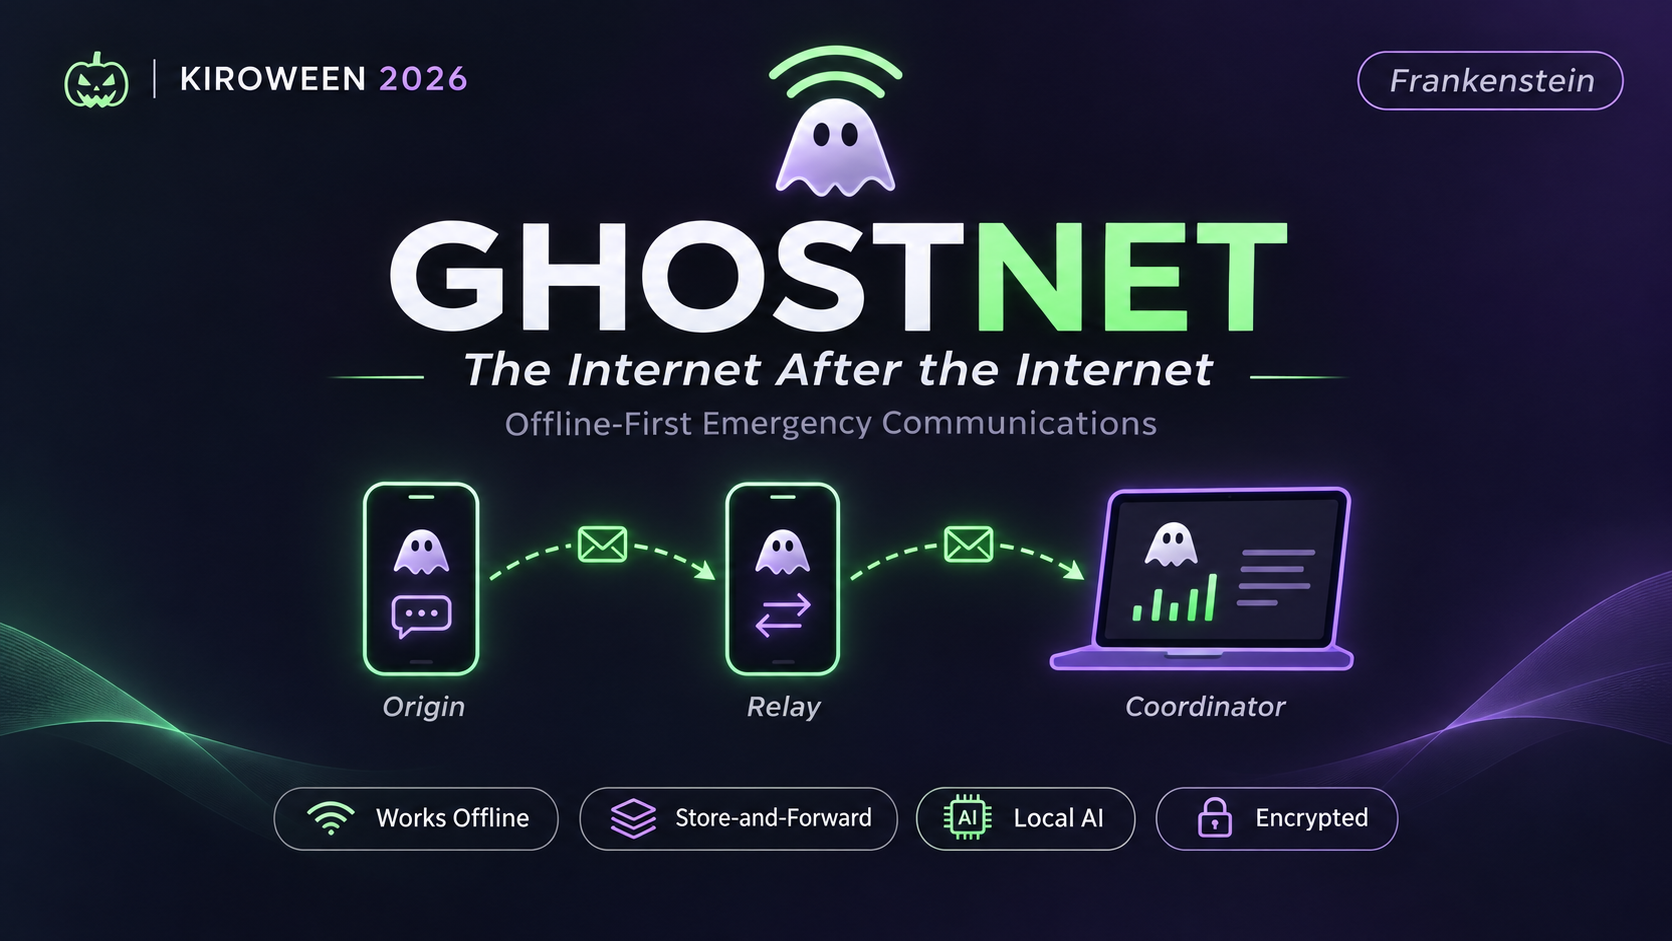 KIROWEEN 2026
Frankenstein
GHOSTNET
The Internet After the Internet
Offline-First Emergency Communications
Origin
Relay
Coordinator
Works Offline
Store-and-Forward
AI
Local AI
Encrypted